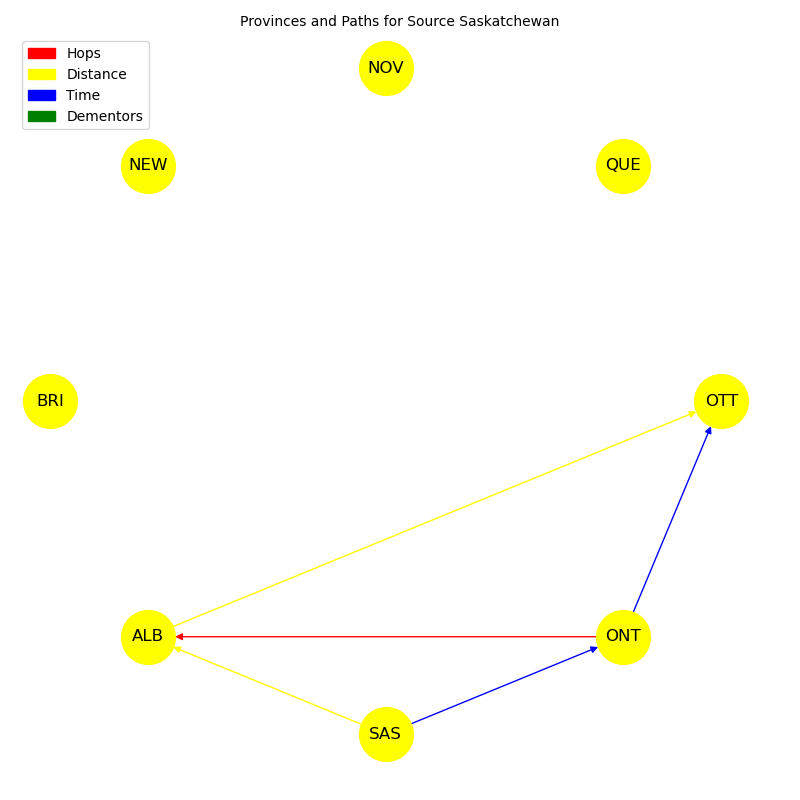 Provinces and Paths for Source Saskatchewan
Hops
Distance
Time
Dementors
NOV
NEW
QUE
BRI
OTT
ALB
ONT
SAS